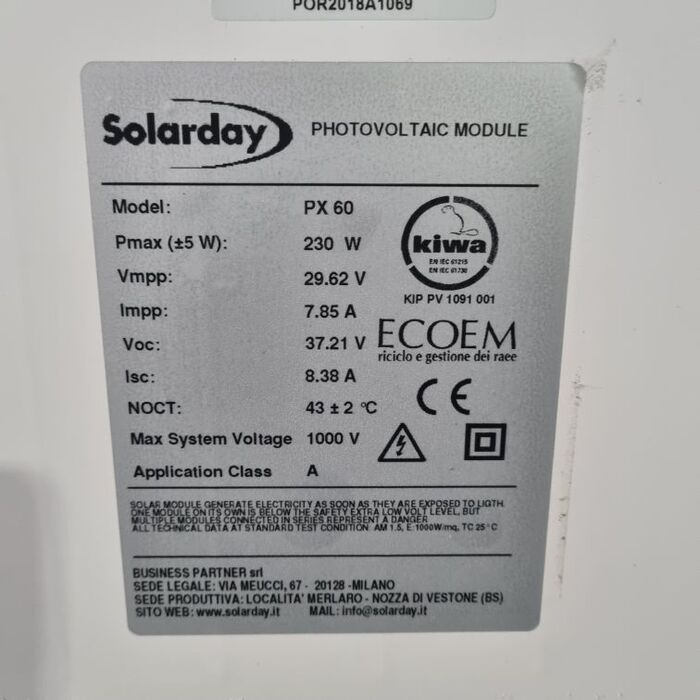 POR2018A1069
Solarday
PHOTOVOLTAIC MODULE
Model: PX 60
Pmax (±5 W): 230 W
Vmpp: 29.62 V
Impp: 7.85 A
Voc: 37.21 V
Isc: 8.38 A
NOCT: 43 ± 2 °C
Max System Voltage 1000 V
Application Class A
kiwa
EN IEC 61215
EN IEC 61730
KIP PV 1091 001
ECOEM
riciclo e gestione dei raee
CE
SOLAR MODULE GENERATE ELECTRICITY AS SOON AS THEY ARE EXPOSED TO LIGTH.
ONE MODULE ON ITS OWN IS BELOW THE SAFETY EXTRA LOW VOLT LEVEL, BUT
MULTIPLE MODULES CONNECTED IN SERIES REPRESENT A DANGER
ALL TECHNICAL DATA AT STANDARD TEST CONDITION AM 1.5, E:1000W/mq, TC 25°C
BUSINESS PARTNER srl
SEDE LEGALE: VIA MEUCCI, 67 - 20128 -MILANO
SEDE PRODUTTIVA: LOCALITA' MERLARO - NOZZA DI VESTONE (BS)
SITO WEB: www.solarday.it MAIL: info@solarday.it